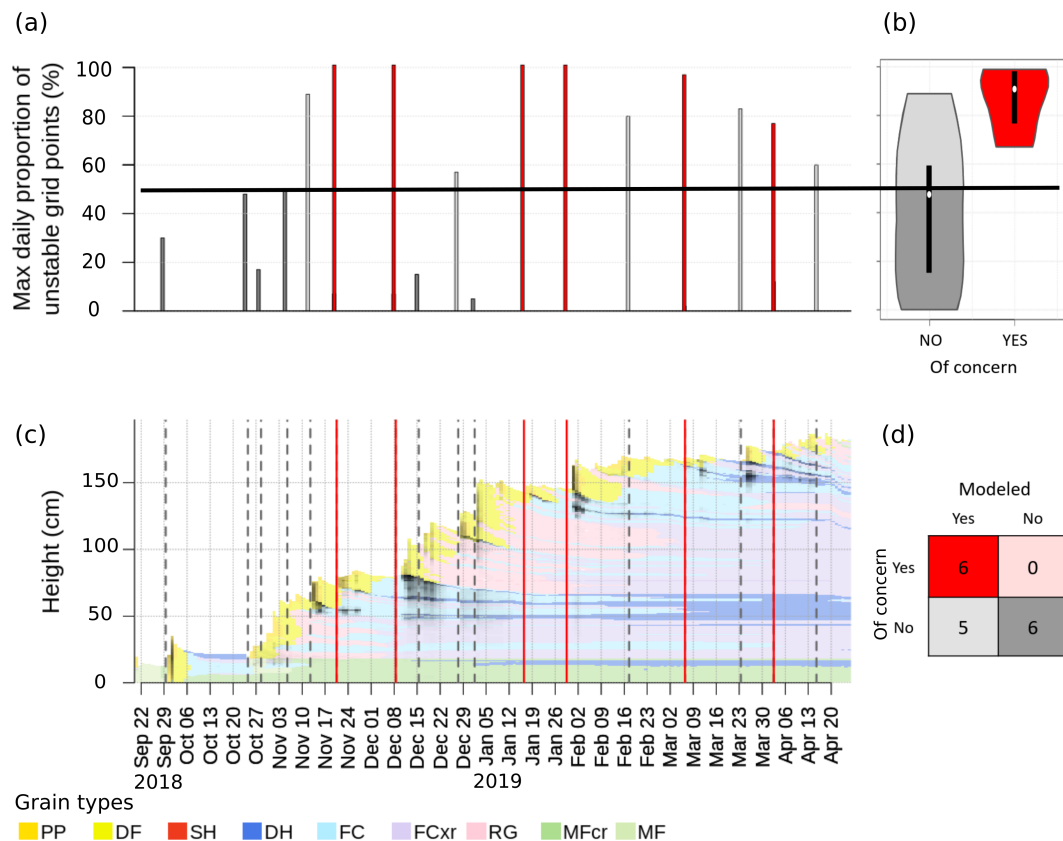 (a)
(b)
Max daily proportion of
unstable grid points (%)
100
80
60
40
20
0
NO YES
Of concern
(c)
(d)
Height (cm)
150
100
50
0
Sep 22
Sep 29
Oct 06
Oct 13
Oct 20
Oct 27
Nov 03
Nov 10
Nov 17
Nov 24
Dec 01
Dec 08
Dec 15
Dec 22
Dec 29
Jan 05
Jan 12
Jan 19
Jan 26
Feb 02
Feb 09
Feb 16
Feb 23
Mar 02
Mar 09
Mar 16
Mar 23
Mar 30
Apr 06
Apr 13
Apr 20
2018 2019
Modeled
Yes No
Of concern
Yes 6 0
No 5 6
Grain types
PP DF SH DH FC FCxr RG MFcr MF